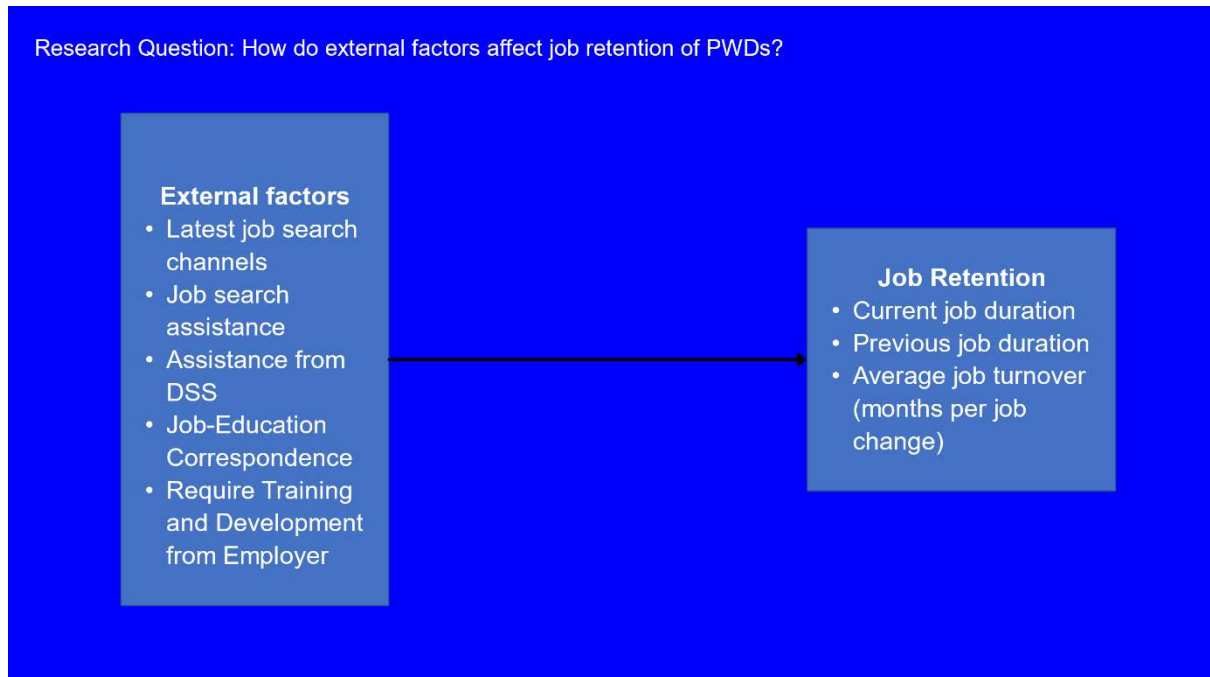 Research Question: How do external factors affect job retention of PWDs?
External factors
• Latest job search
channels
• Job search
assistance
• Assistance from
DSS
• Job-Education
Correspondence
• Require Training
and Development
from Employer
Job Retention
• Current job duration
• Previous job duration
• Average job turnover
(months per job
change)